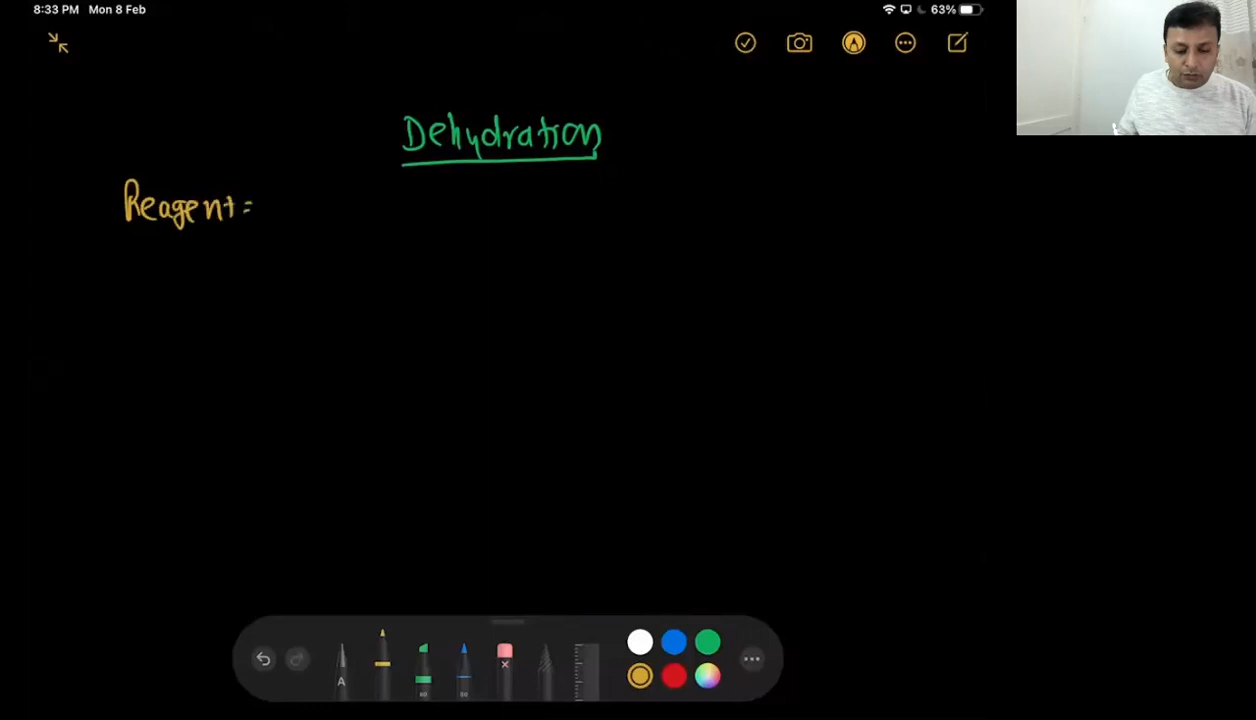 8:33 PM Mon 8 Feb
63%
Dehydration
Reagent =
A